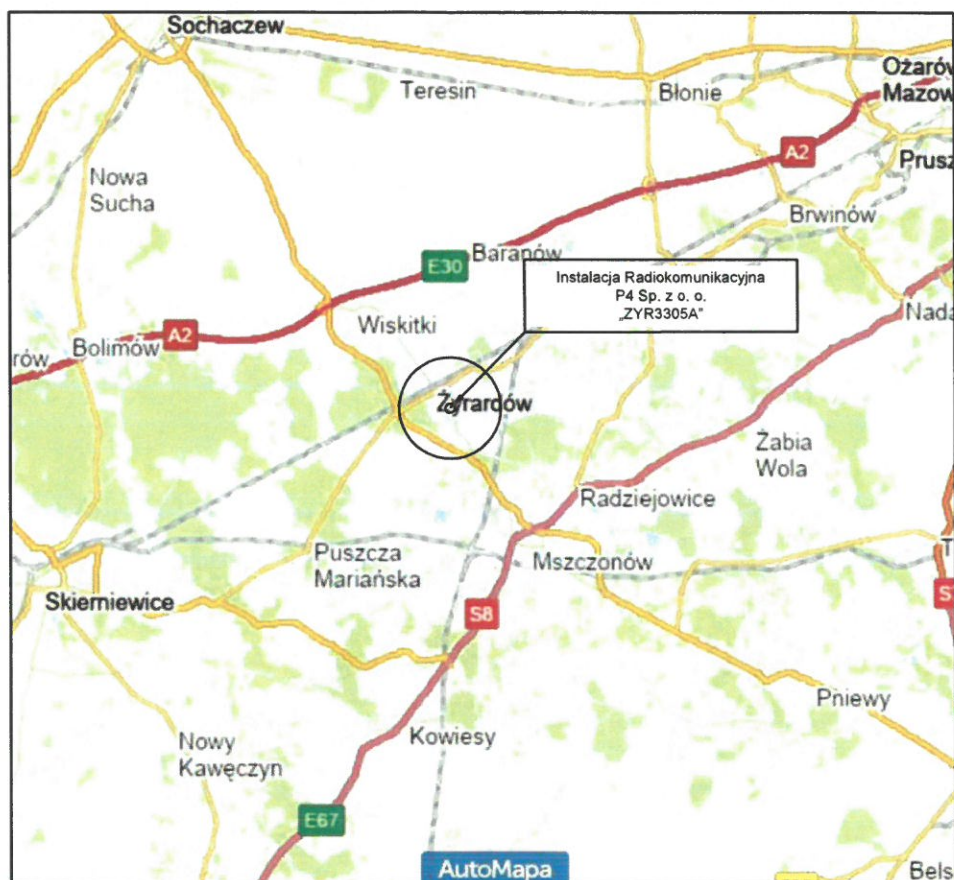 Sochaczew
Ożarów
Mazow
Teresin
Błonie
A2
Prusz
Nowa
Sucha
Brwinów
Baranów
E30
Instalacja Radiokomunikacyjna
P4 Sp. z o. o.
„ZYR3305A"
Nada
Wiskitki
A2
rów
Bolimów
Żyrardów
Żabia
Wola
Radziejowice
Puszcza
Mariańska
Mszczonów
T
Skierniewice
S8
S7
Pniewy
Nowy
Kawęczyn
Kowiesy
E67
AutoMapa
Bels